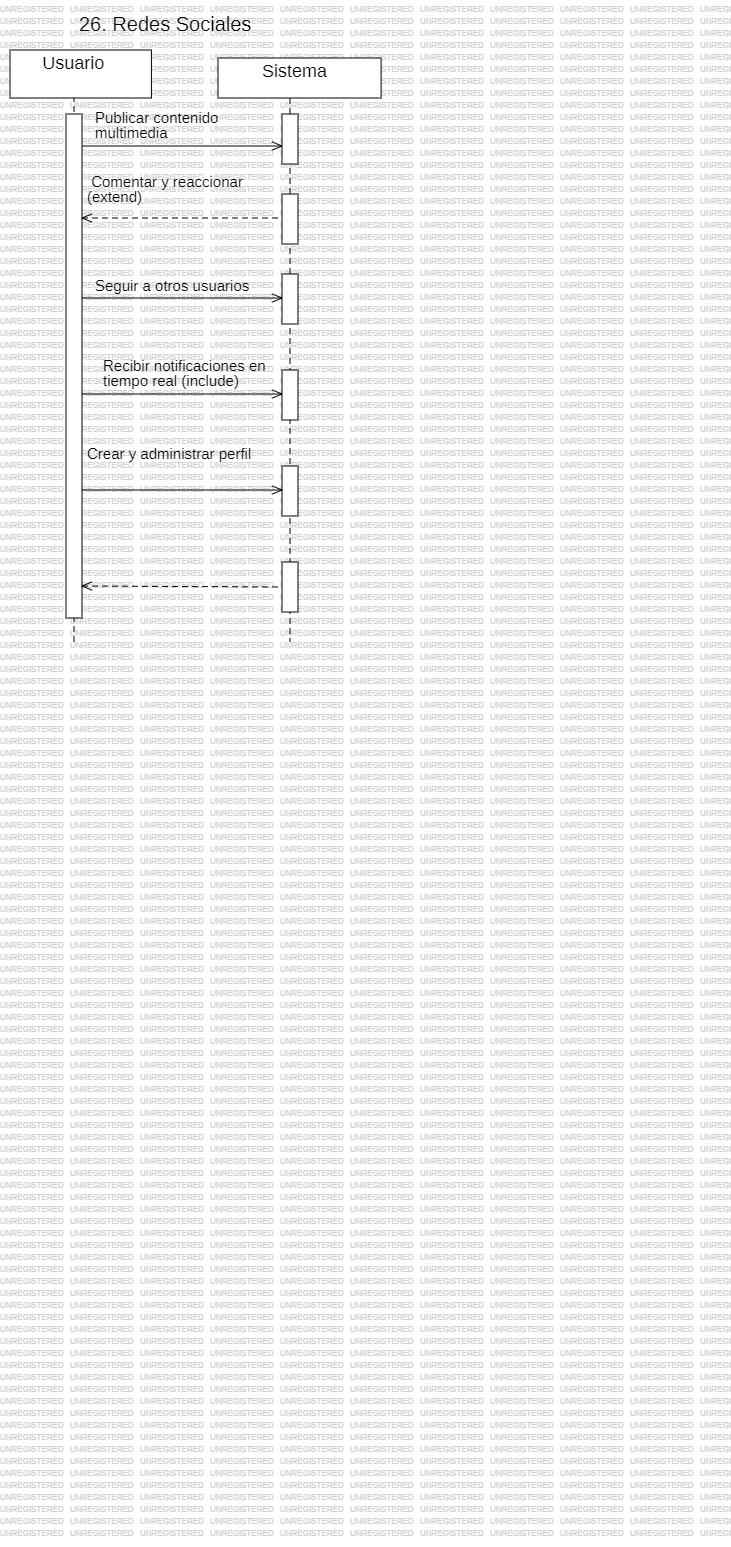 26. Redes Sociales
Usuario
Sistema
Publicar contenido
multimedia
Comentar y reaccionar
(extend)
Seguir a otros usuarios
Recibir notificaciones en
tiempo real (include)
Crear y administrar perfil
UNREGISTERED